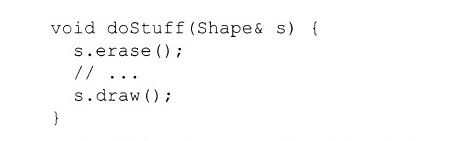 void doStuff(Shape& s) {
  s.erase();
  // ...
  s.draw();
}